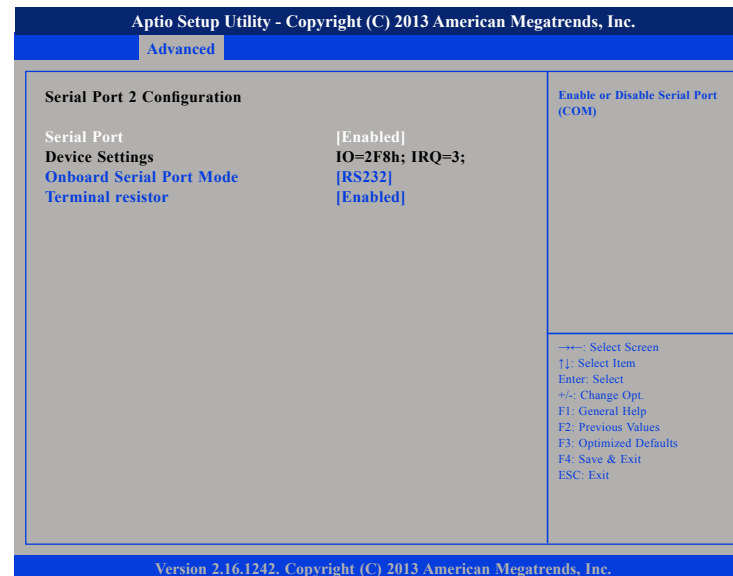 Aptio Setup Utility - Copyright (C) 2013 American Megatrends, Inc.
Advanced
Serial Port 2 Configuration
Serial Port [Enabled]
Device Settings IO=2F8h; IRQ=3;
Onboard Serial Port Mode [RS232]
Terminal resistor [Enabled]
Enable or Disable Serial Port
(COM)
→←: Select Screen
↑↓: Select Item
Enter: Select
+/-: Change Opt.
F1: General Help
F2: Previous Values
F3: Optimized Defaults
F4: Save & Exit
ESC: Exit
Version 2.16.1242. Copyright (C) 2013 American Megatrends, Inc.